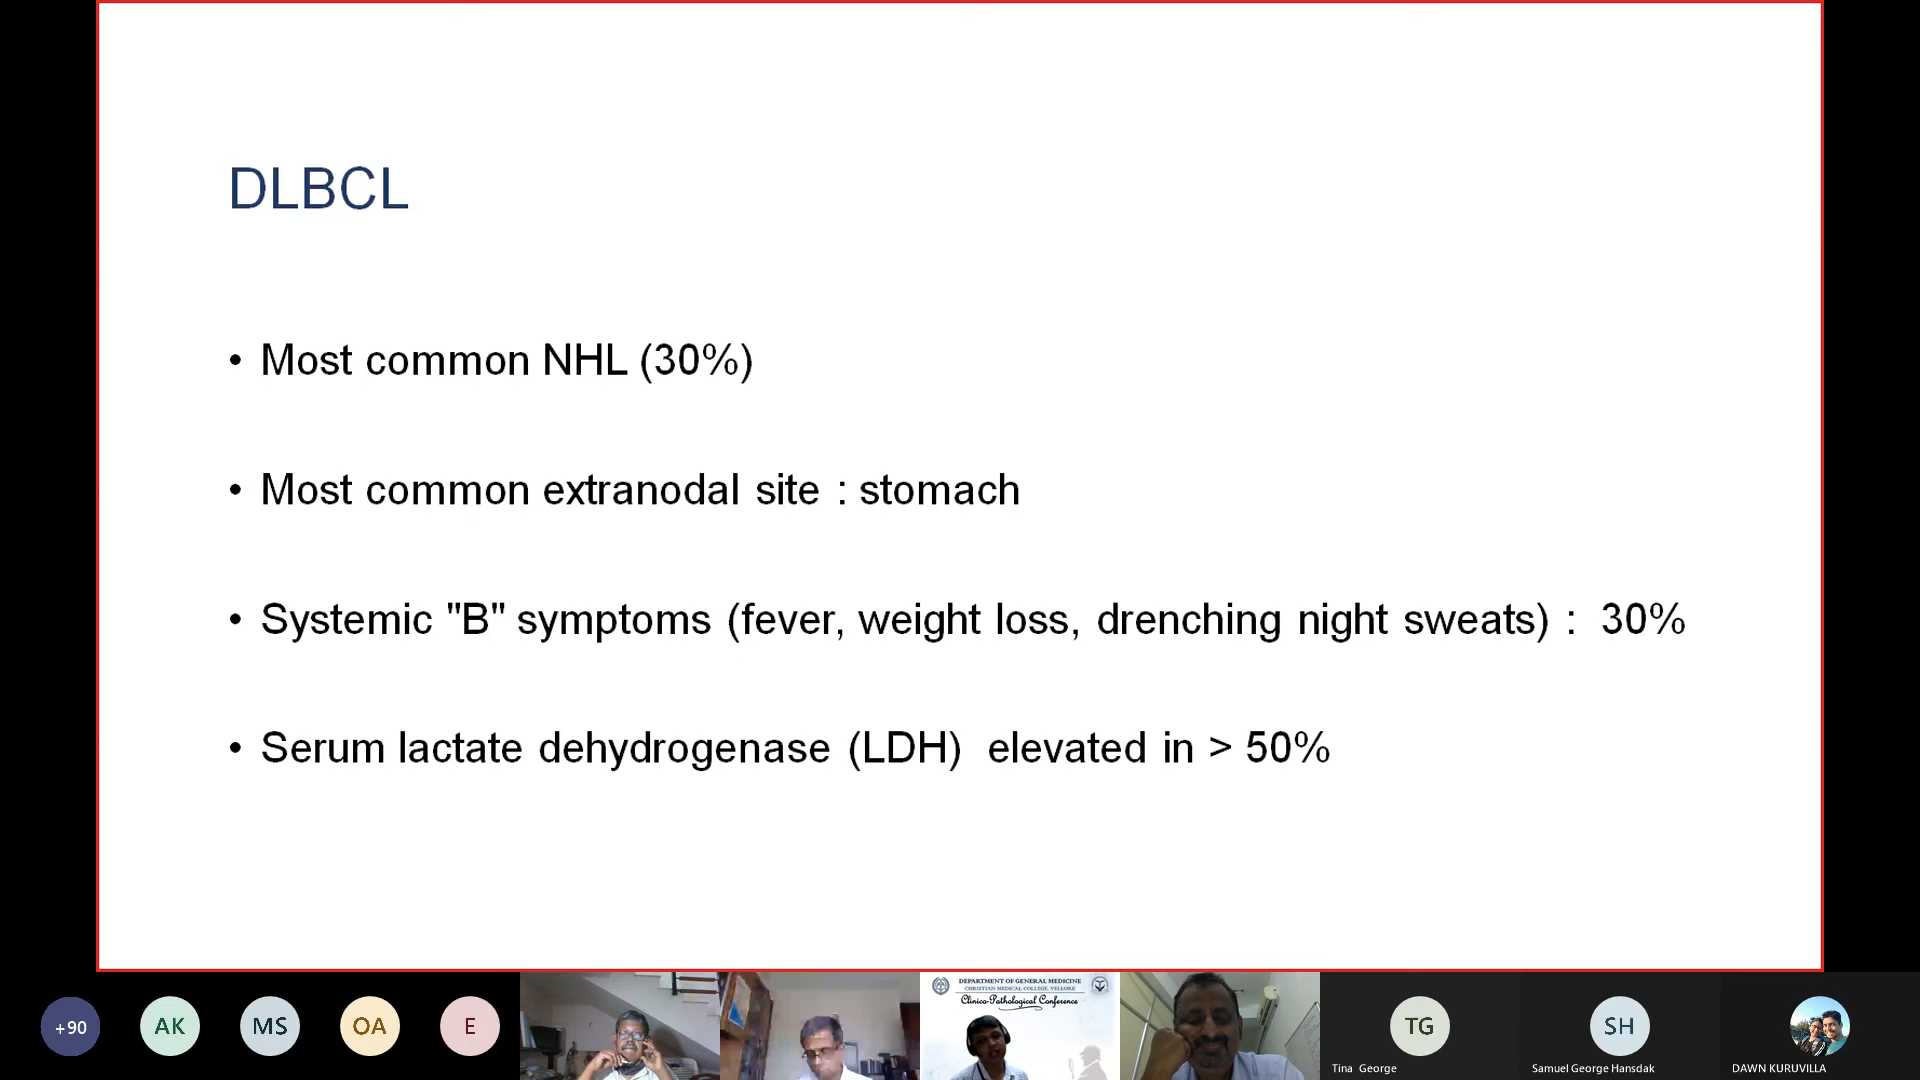 DLBCL
• Most common NHL (30%)
• Most common extranodal site : stomach
• Systemic "B" symptoms (fever, weight loss, drenching night sweats) : 30%
• Serum lactate dehydrogenase (LDH) elevated in > 50%
+90
AK
MS
OA
E
DEPARTMENT OF GENERAL MEDICINE
CHRISTIAN MEDICAL COLLEGE, VELLORE
Clinico-Pathological Conference
TG
Tina George
SH
Samuel George Hansdak
DAWN KURUVILLA